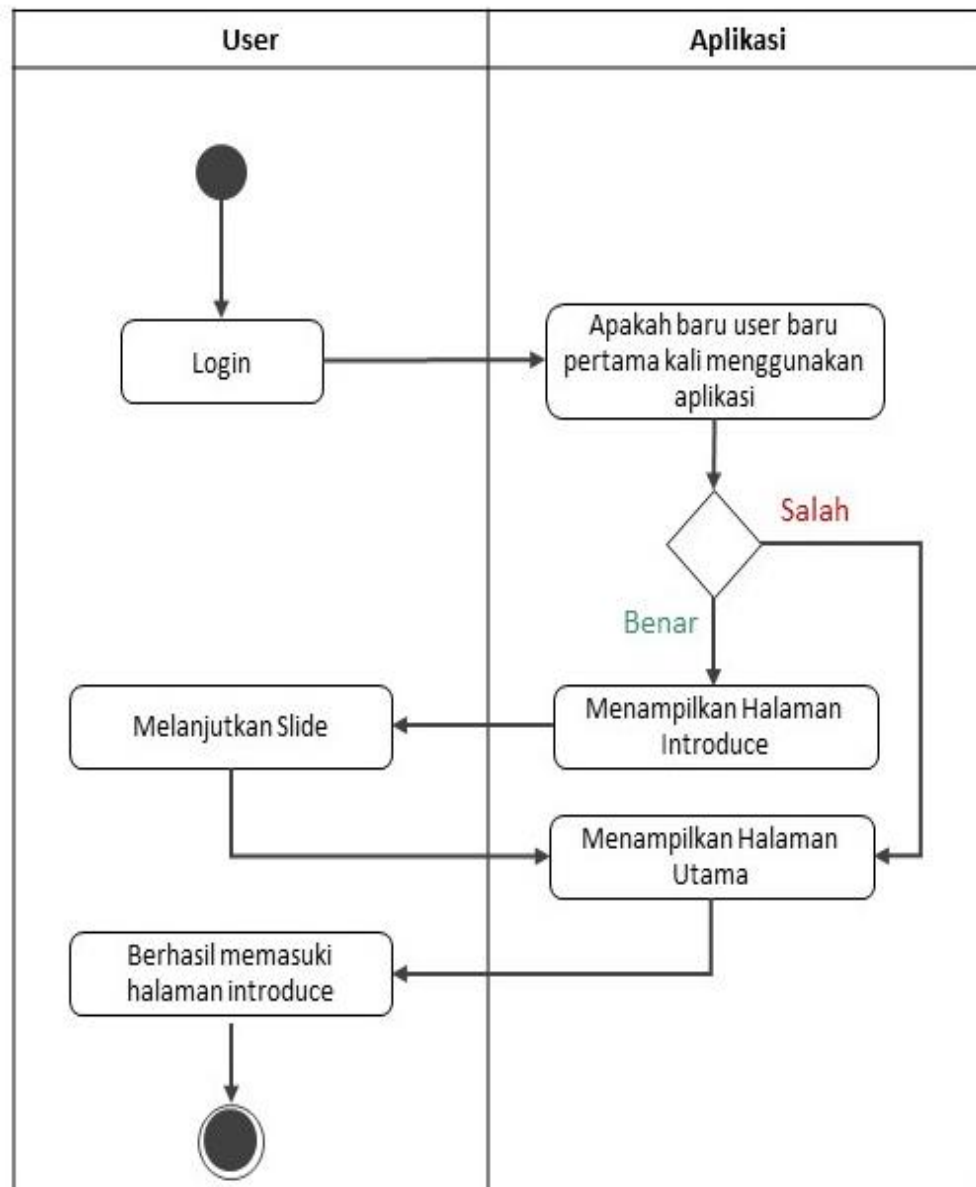 User
Aplikasi
Login
Apakah baru user baru
pertama kali menggunakan
aplikasi
Salah
Benar
Melanjutkan Slide
Menampilkan Halaman
Introduce
Menampilkan Halaman
Utama
Berhasil memasuki
halaman introduce